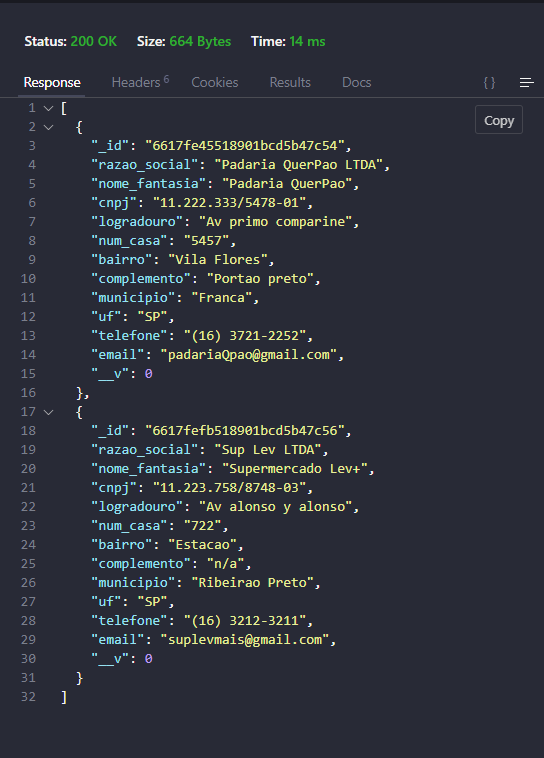 Status: 200 OK Size: 664 Bytes Time: 14 ms
Response Headers 6 Cookies Results Docs {}
Copy
1 [
2 {
3 "_id": "6617fe45518901bcd5b47c54",
4 "razao_social": "Padaria QuerPao LTDA",
5 "nome_fantasia": "Padaria QuerPao",
6 "cnpj": "11.222.333/5478-01",
7 "logradouro": "Av primo comparine",
8 "num_casa": "5457",
9 "bairro": "Vila Flores",
10 "complemento": "Portao preto",
11 "municipio": "Franca",
12 "uf": "SP",
13 "telefone": "(16) 3721-2252",
14 "email": "padariaQpao@gmail.com",
15 "__v": 0
16 },
17 {
18 "_id": "6617fefb518901bcd5b47c56",
19 "razao_social": "Sup Lev LTDA",
20 "nome_fantasia": "Supermercado Lev+",
21 "cnpj": "11.223.758/8748-03",
22 "logradouro": "Av alonso y alonso",
23 "num_casa": "722",
24 "bairro": "Estacao",
25 "complemento": "n/a",
26 "municipio": "Ribeirao Preto",
27 "uf": "SP",
28 "telefone": "(16) 3212-3211",
29 "email": "suplevmais@gmail.com",
30 "__v": 0
31 }
32 ]